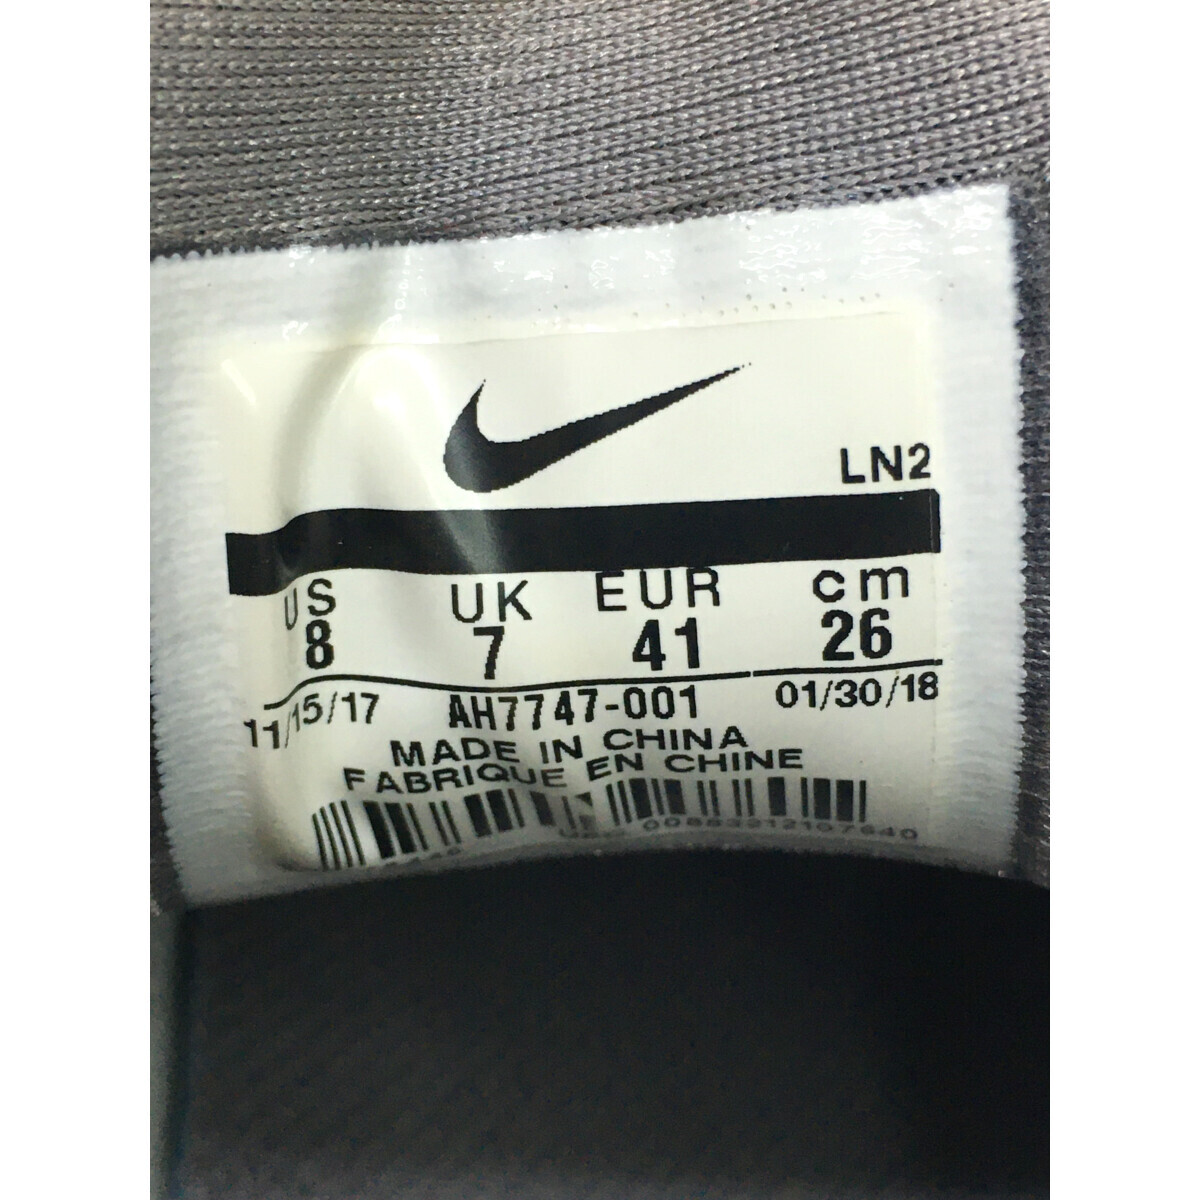 LN2
US UK EUR cm
8 7 41 26
11/15/17 AH7747-001 01/30/18
MADE IN CHINA
FABRIQUE EN CHINE
00883212107640